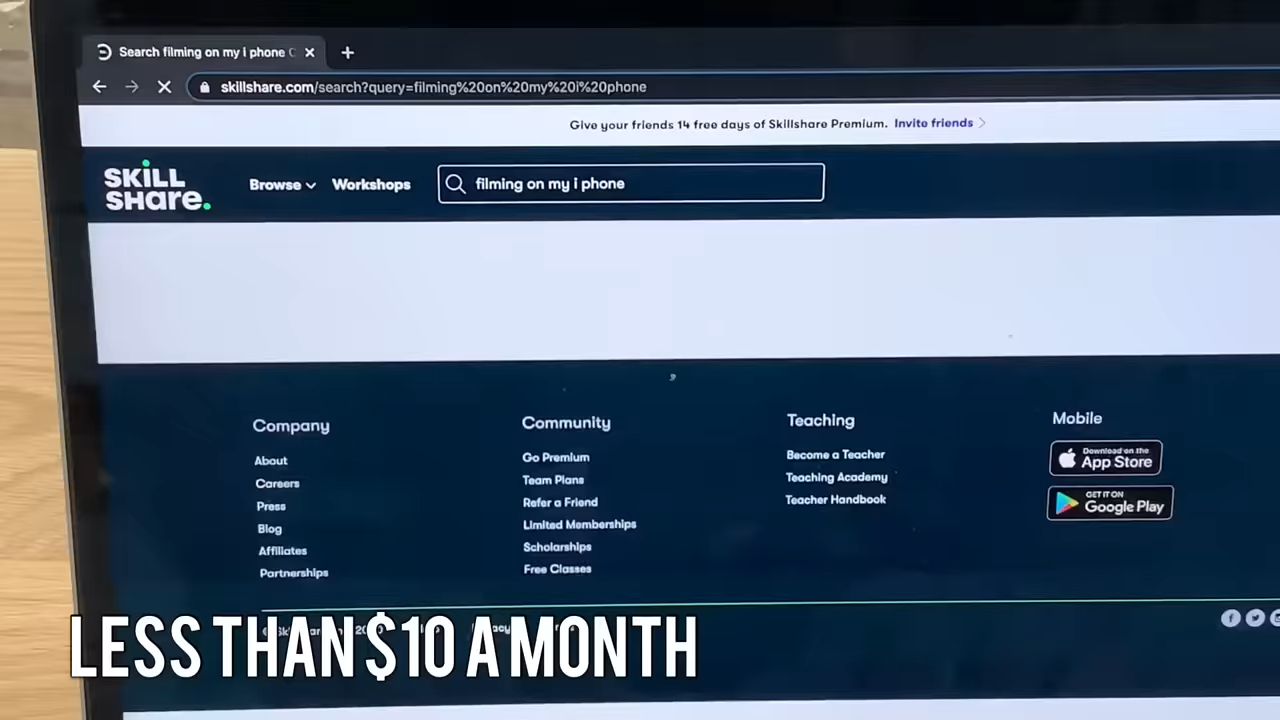 Search filming on my i phone
skillshare.com/search?query=filming%20on%20my%20i%20phone
Give your friends 14 free days of Skillshare Premium. Invite friends
SKILL
SHare.
Browse
Workshops
filming on my i phone
Company
About
Careers
Press
Blog
Affiliates
Partnerships
Community
Go Premium
Team Plans
Refer a Friend
Limited Memberships
Scholarships
Free Classes
Teaching
Become a Teacher
Teaching Academy
Teacher Handbook
Mobile
Download on the
App Store
GET IT ON
Google Play
LESS THAN $10 A MONTH